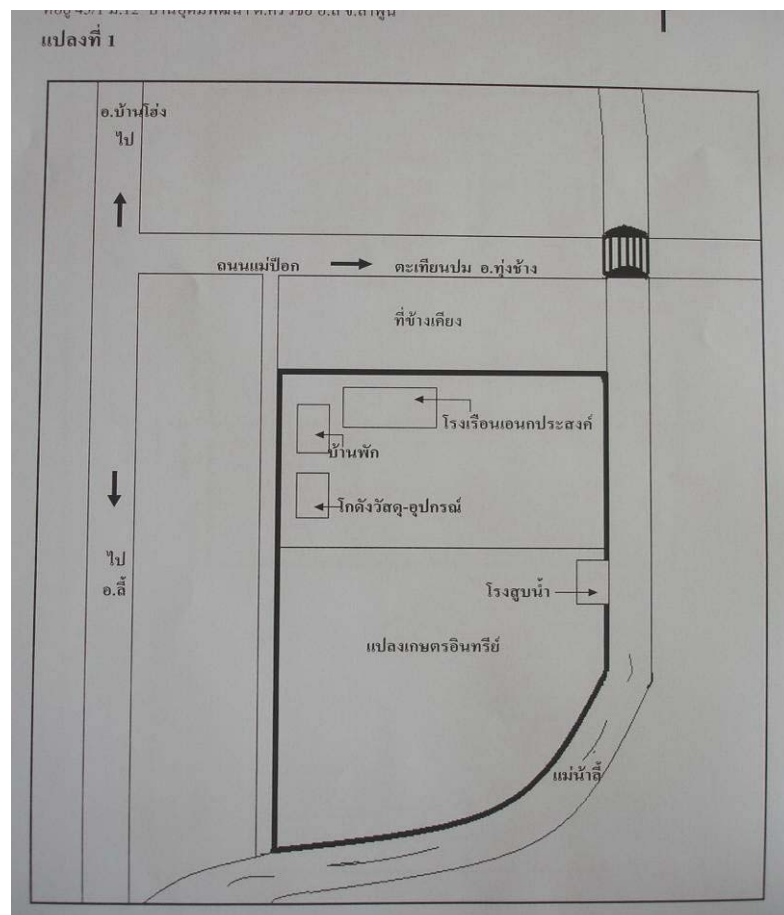 แปลงที่ 1
อ.บ้านโฮ่ง
ไป
ถนนแม่ป๊อก
ตะเทียนปม อ.ทุ่งช้าง
ที่ข้างเคียง
โรงเรือนเอนกประสงค์
บ้านพัก
โกดังวัสดุ-อุปกรณ์
ไป
อ.ลี้
โรงสูบน้ำ
แปลงเกษตรอินทรีย์
แม่น้ำลี้